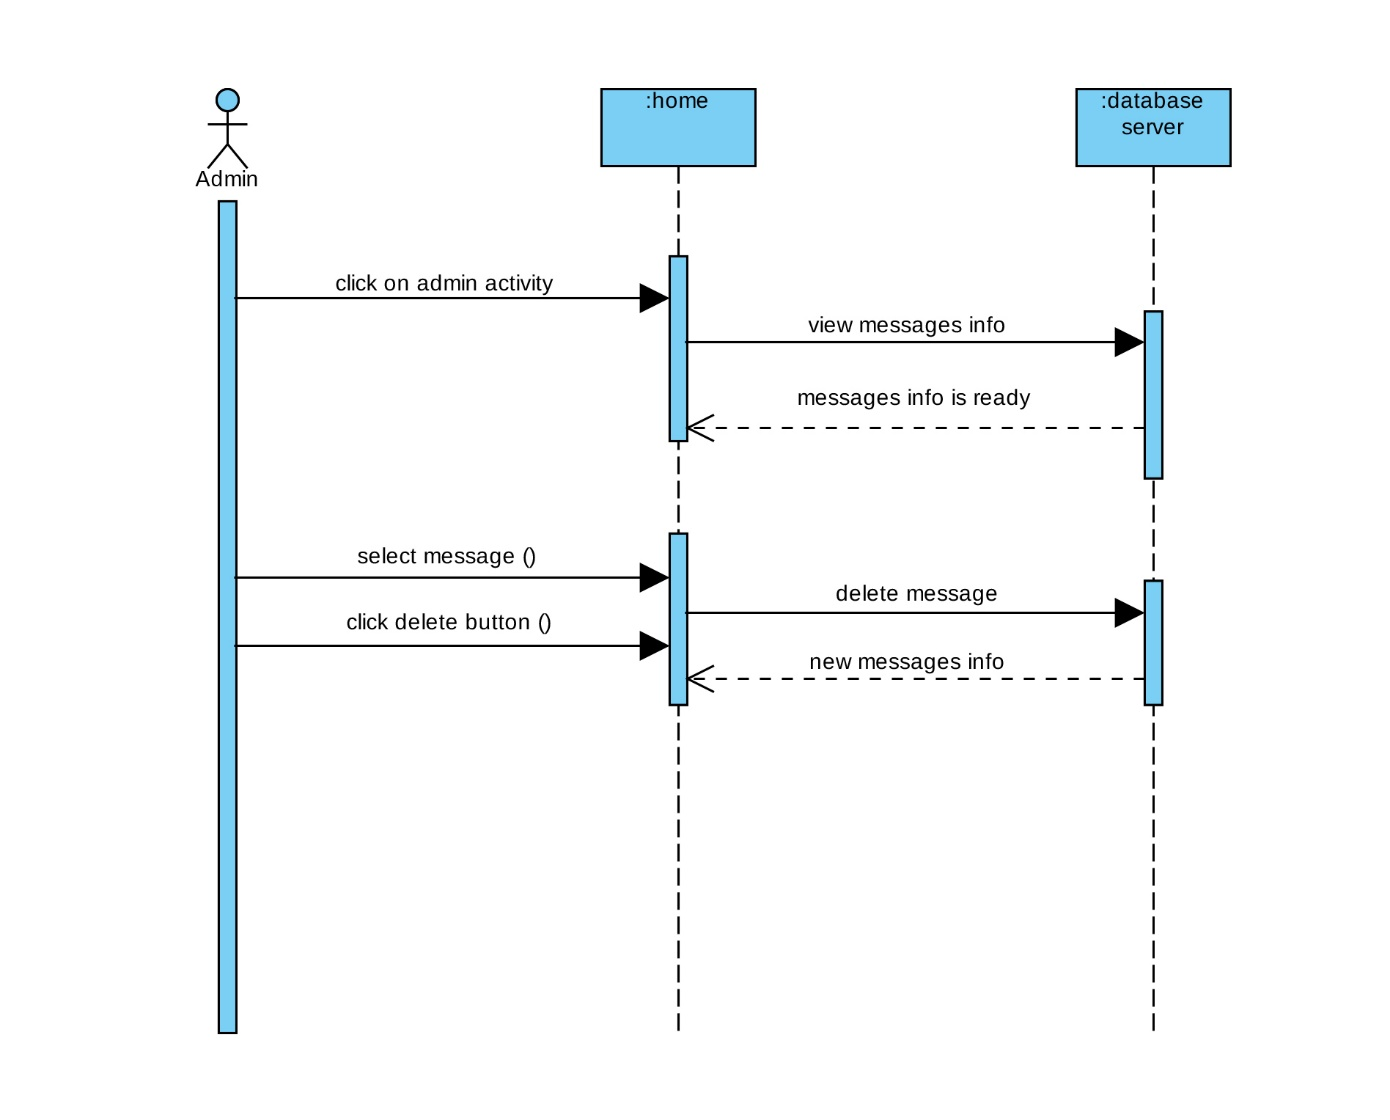 Admin
:home
:database
server
click on admin activity
view messages info
messages info is ready
select message ()
delete message
click delete button ()
new messages info